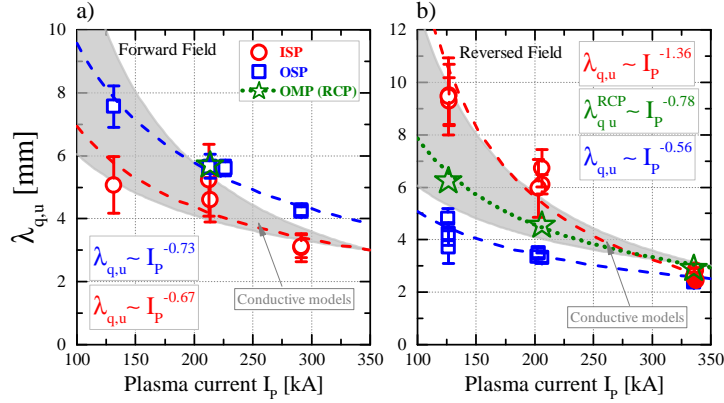 a)
Forward Field
ISP
OSP
OMP (RCP)
λq,u ~ IP^-0.73
λq,u ~ IP^-0.67
Conductive models
λq,u [mm]
10
8
6
4
2
0
100 150 200 250 300 350
Plasma current IP [kA]
b)
Reversed Field
λq,u ~ IP^-1.36
λq u^RCP ~ IP^-0.78
λq,u ~ IP^-0.56
Conductive models
12
10
8
6
4
2
0
100 150 200 250 300 350
Plasma current IP [kA]